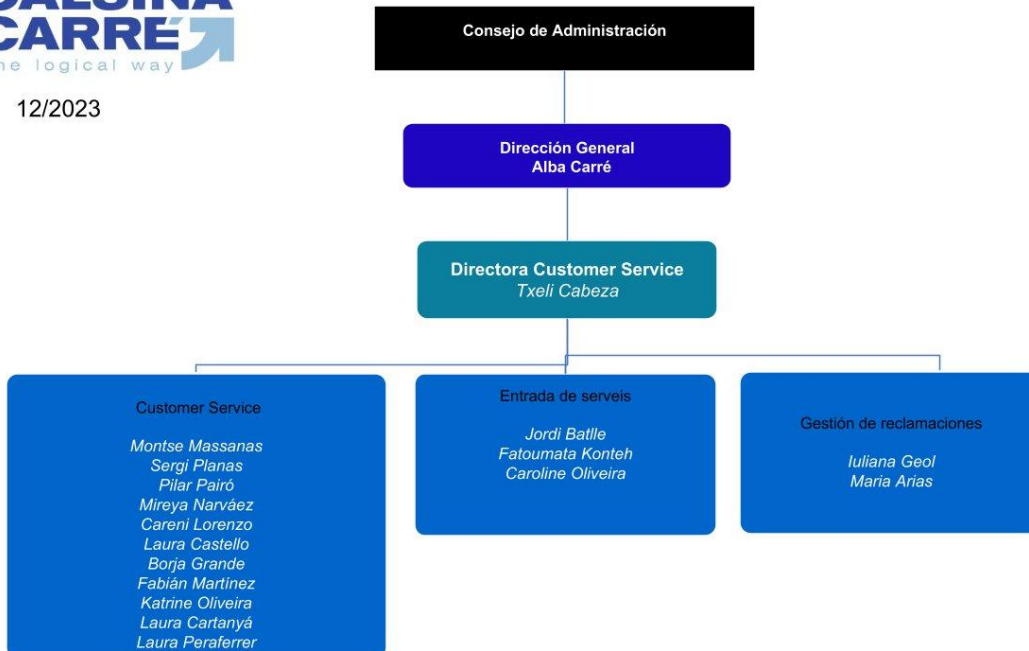 CARRÉ
the logical way
12/2023
Consejo de Administración
Dirección General
Alba Carré
Directora Customer Service
Txeli Cabeza
Customer Service
Montse Massanas
Sergi Planas
Pilar Pairó
Mireya Narváez
Careni Lorenzo
Laura Castello
Borja Grande
Fabián Martínez
Katrine Oliveira
Laura Cartanyá
Laura Peraferrer
Entrada de serveis
Jordi Batlle
Fatoumata Konteh
Caroline Oliveira
Gestión de reclamaciones
Iuliana Geol
Maria Arias